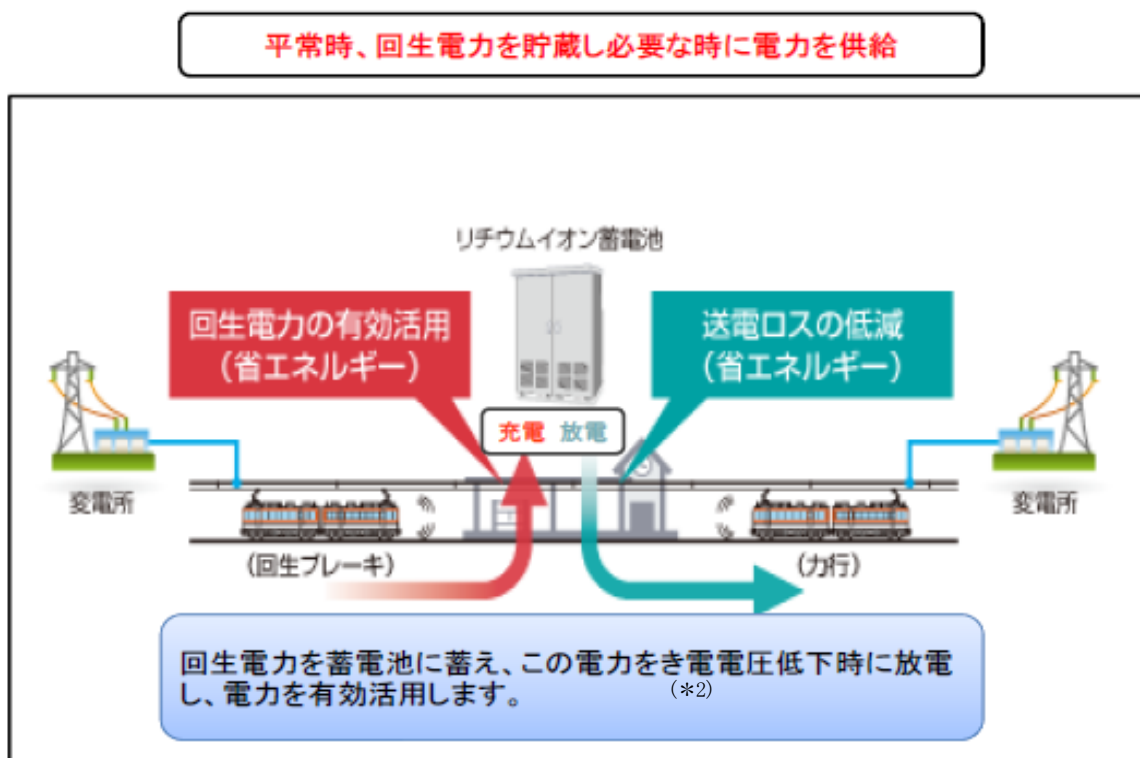 平常時、回生電力を貯蔵し必要な時に電力を供給
リチウムイオン蓄電池
回生電力の有効活用
（省エネルギー）
送電ロスの低減
（省エネルギー）
充電 放電
変電所
変電所
（回生ブレーキ）
（力行）
回生電力を蓄電池に蓄え、この電力をき電電圧低下時に放電
し、電力を有効活用します。
(*2)